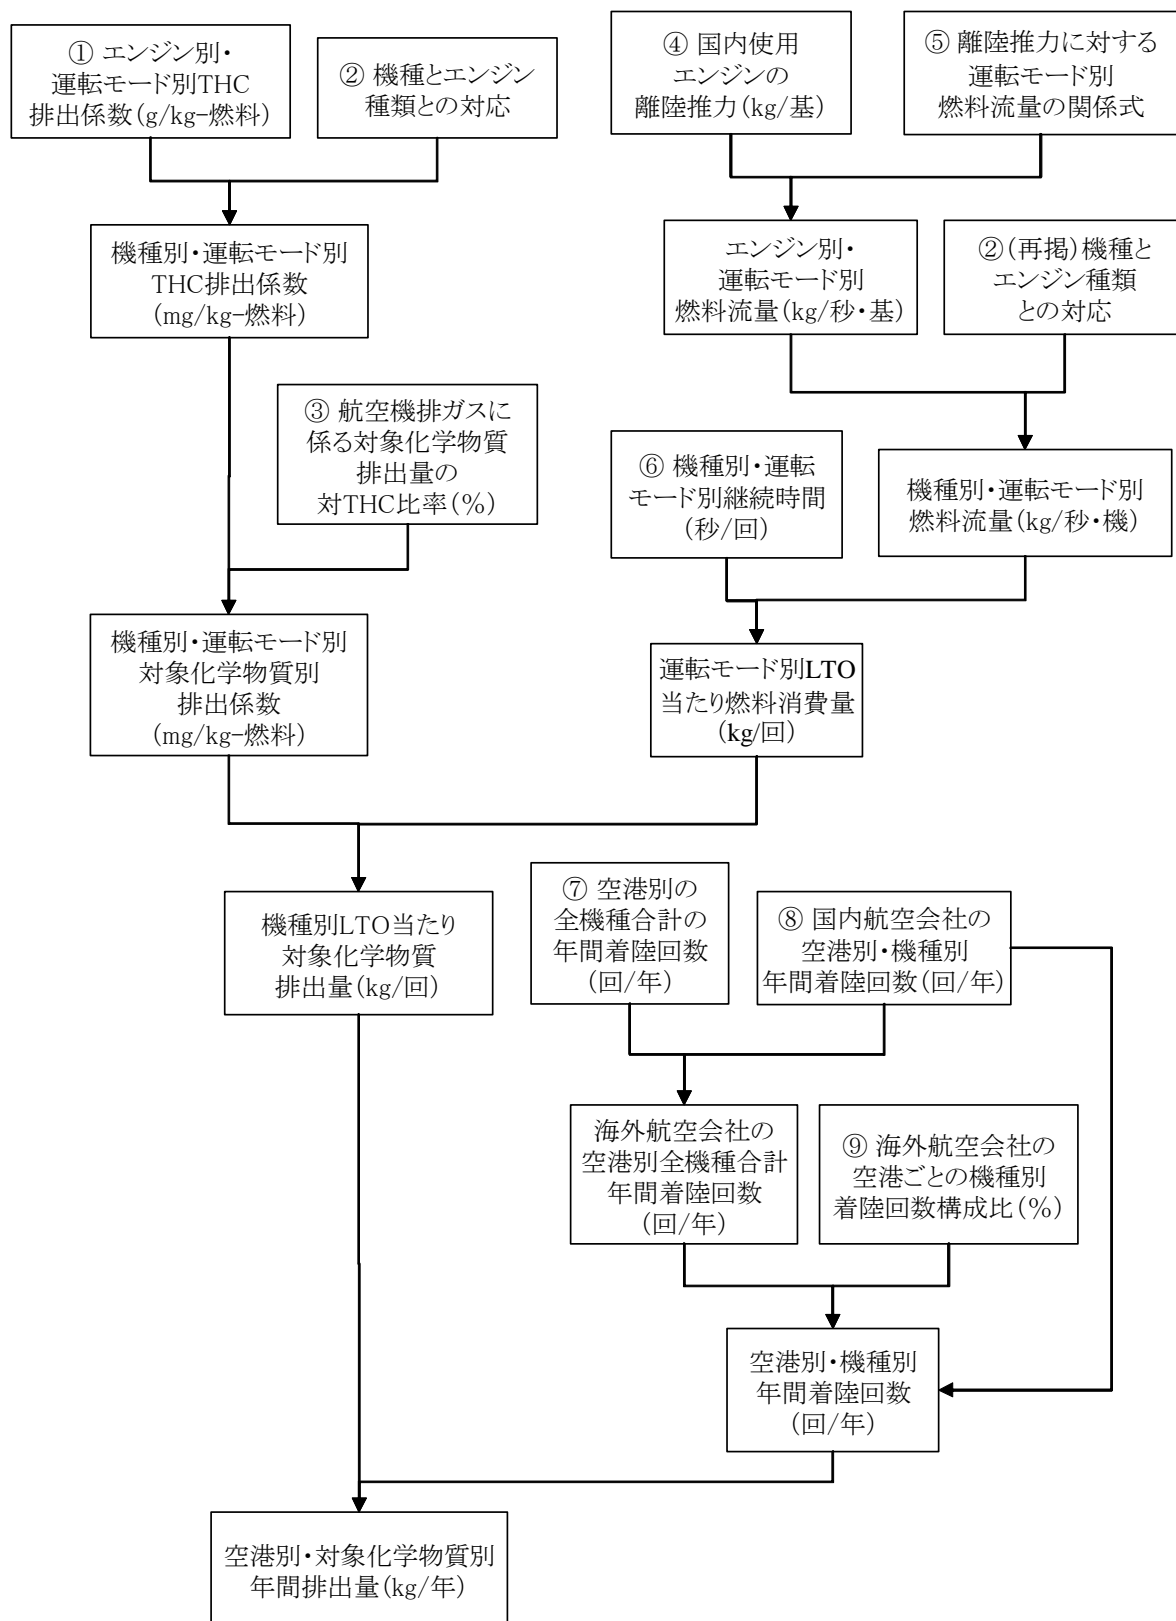 ① エンジン別・
運転モード別THC
排出係数(g/kg-燃料)
② 機種とエンジン
種類との対応
④ 国内使用
エンジンの
離陸推力(kg/基)
⑤ 離陸推力に対する
運転モード別
燃料流量の関係式
機種別・運転モード別
THC排出係数
(mg/kg-燃料)
エンジン別・
運転モード別
燃料流量(kg/秒・基)
②(再掲)機種と
エンジン種類
との対応
③ 航空機排ガスに
係る対象化学物質
排出量の
対THC比率(%)
⑥ 機種別・運転
モード別継続時間
(秒/回)
機種別・運転モード別
燃料流量(kg/秒・機)
機種別・運転モード別
対象化学物質別
排出係数
(mg/kg-燃料)
運転モード別LTO
当たり燃料消費量
(kg/回)
機種別LTO当たり
対象化学物質
排出量(kg/回)
⑦ 空港別の
全機種合計の
年間着陸回数
(回/年)
⑧ 国内航空会社の
空港別・機種別
年間着陸回数(回/年)
海外航空会社の
空港別全機種合計
年間着陸回数
(回/年)
⑨ 海外航空会社の
空港ごとの機種別
着陸回数構成比(%)
空港別・機種別
年間着陸回数
(回/年)
空港別・対象化学物質別
年間排出量(kg/年)